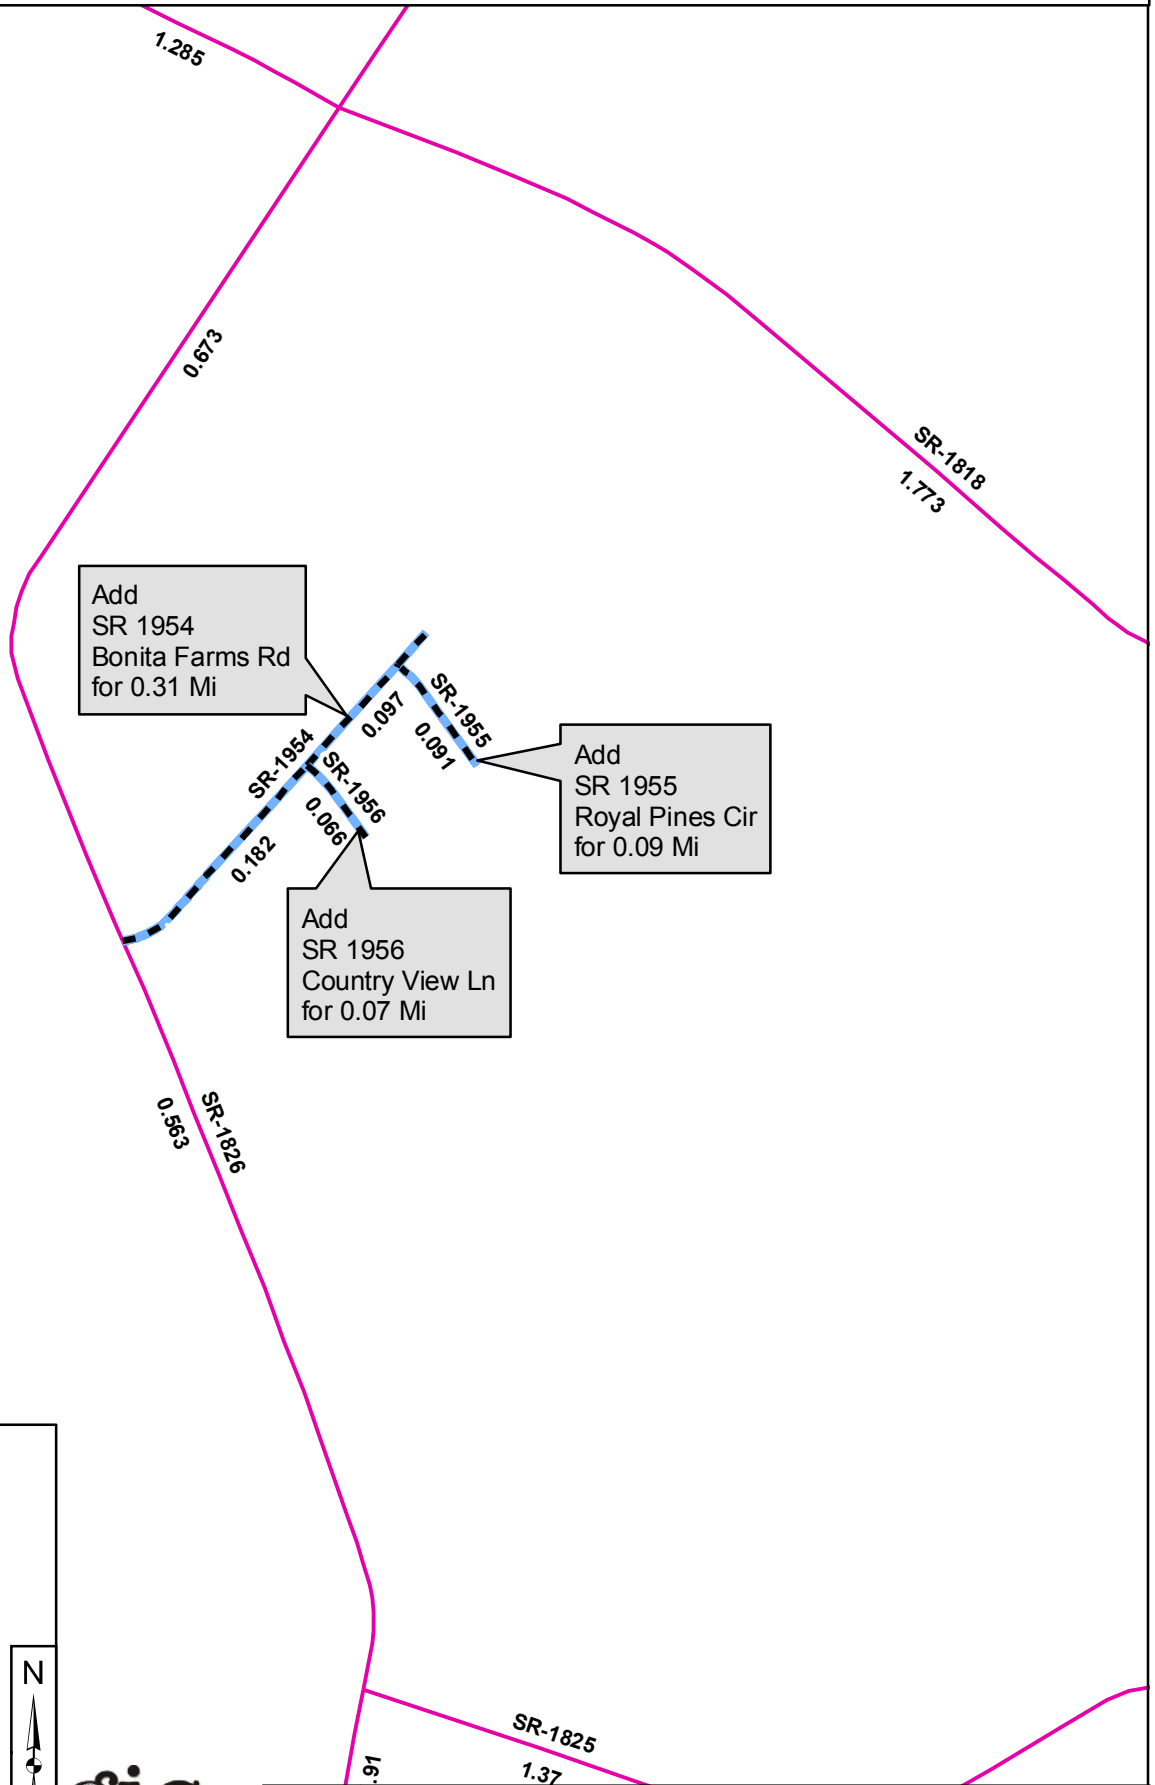 1.285
0.673
SR-1818
1.773
Add
SR 1954
Bonita Farms Rd
for 0.31 Mi
SR-1955
0.097
0.091
SR-1954
SR-1956
0.066
0.182
Add
SR 1955
Royal Pines Cir
for 0.09 Mi
Add
SR 1956
Country View Ln
for 0.07 Mi
SR-1826
0.563
N
SR-1825
1.37
.91